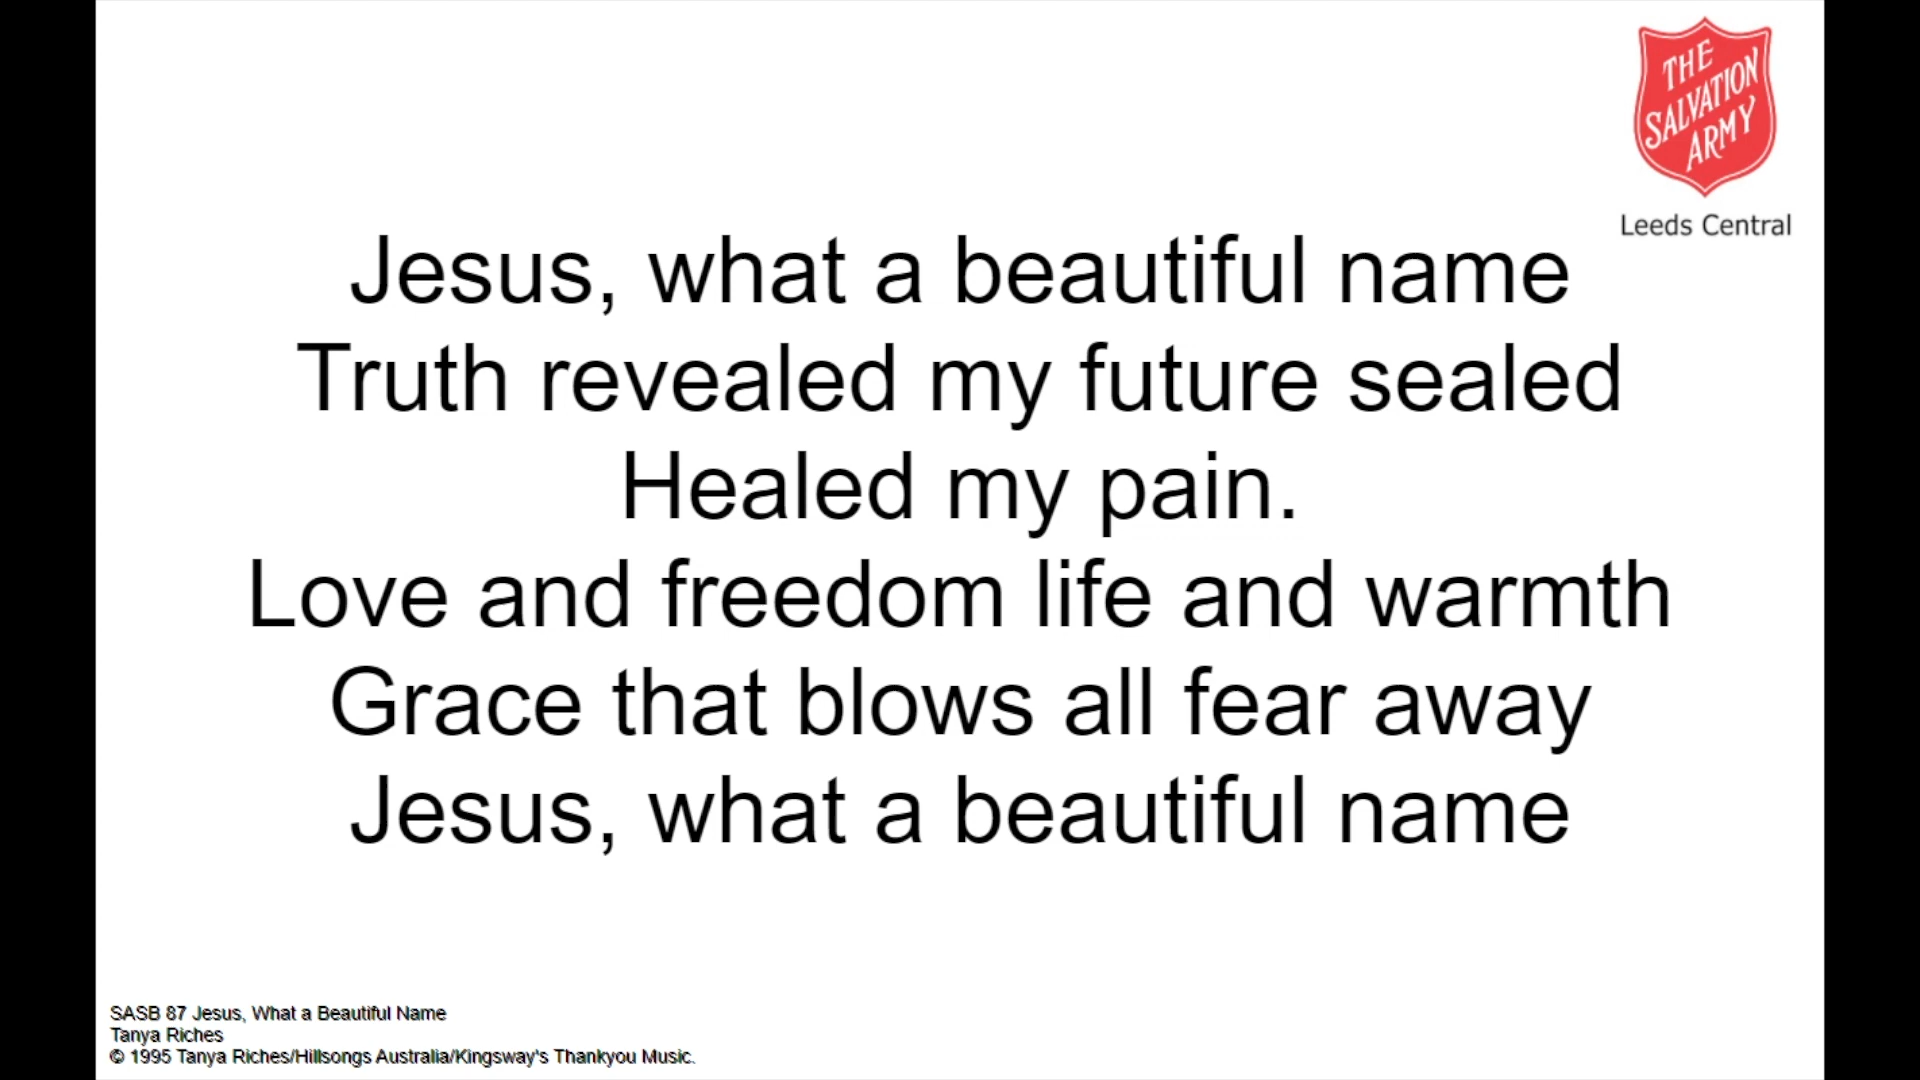 THE
SALVATION
ARMY
Leeds Central
Jesus, what a beautiful name
Truth revealed my future sealed
Healed my pain.
Love and freedom life and warmth
Grace that blows all fear away
Jesus, what a beautiful name
SASB 87 Jesus, What a Beautiful Name
Tanya Riches
© 1995 Tanya Riches/Hillsongs Australia/Kingsway's Thankyou Music.